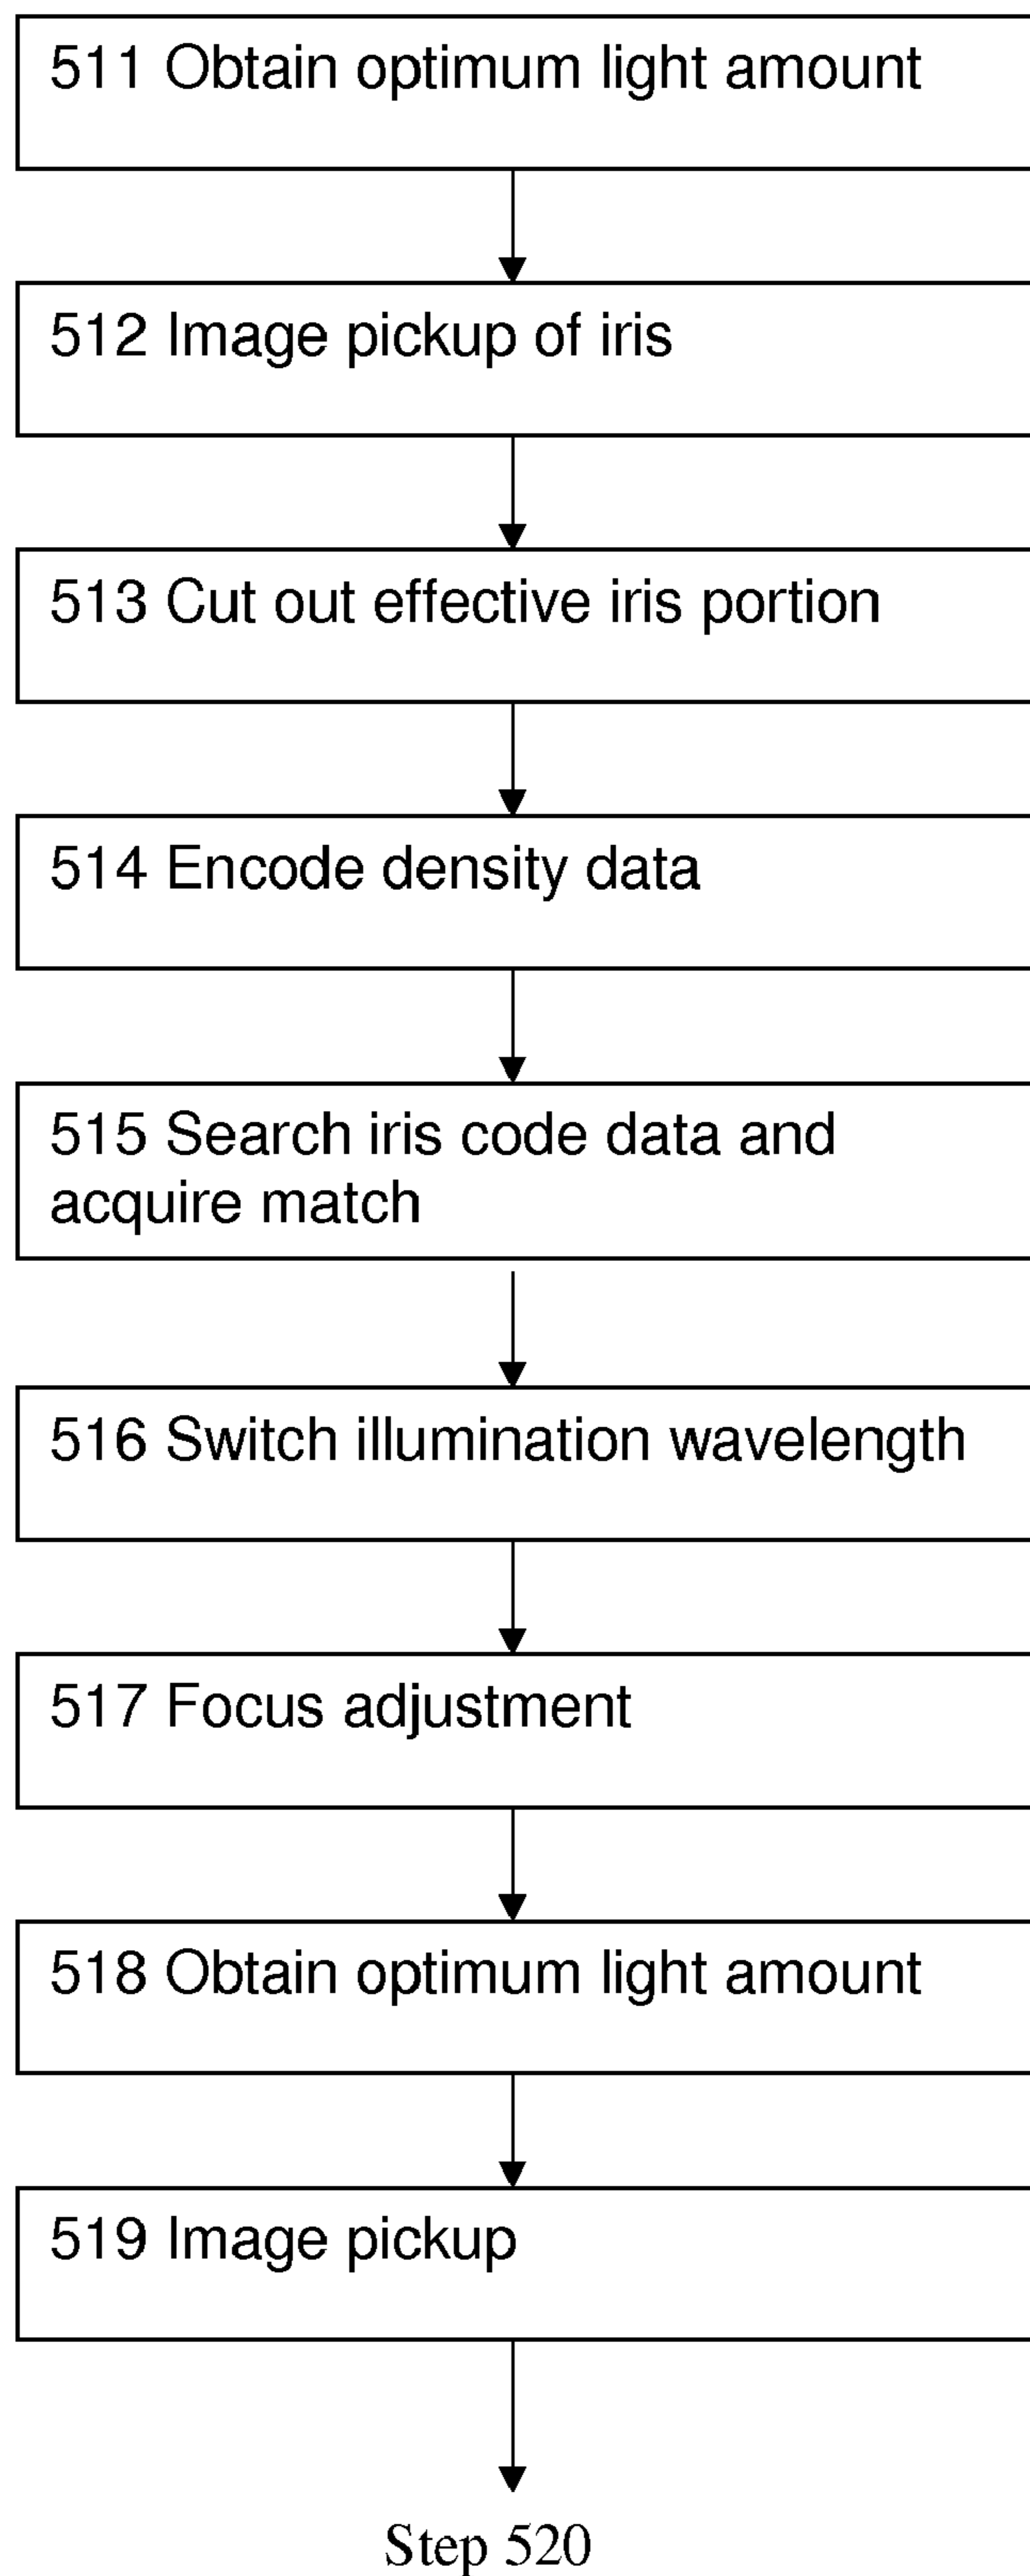 511 Obtain optimum light amount
512 Image pickup of iris
513 Cut out effective iris portion
514 Encode density data
515 Search iris code data and
acquire match
516 Switch illumination wavelength
517 Focus adjustment
518 Obtain optimum light amount
519 Image pickup
Step 520